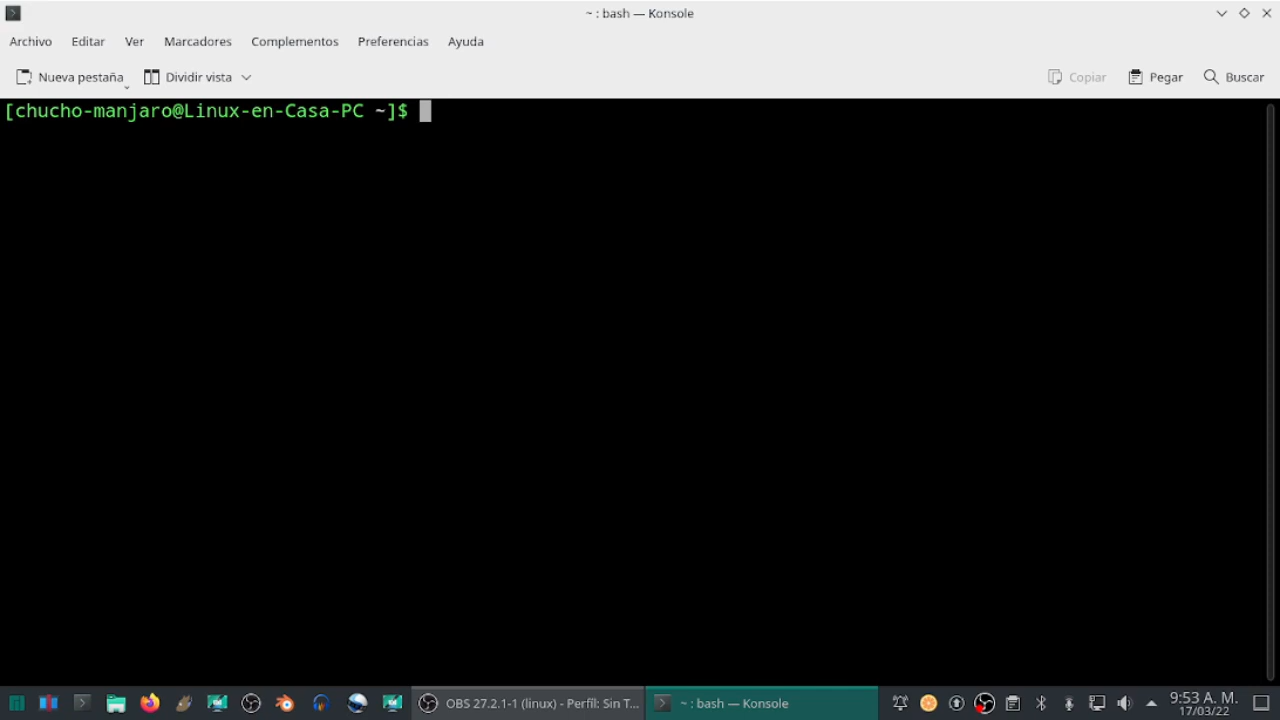 ~ : bash — Konsole
Archivo Editar Ver Marcadores Complementos Preferencias Ayuda
Nueva pestaña Dividir vista Copiar Pegar Buscar
[chucho-manjaro@Linux-en-Casa-PC ~]$
OBS 27.2.1-1 (linux) - Perfil: Sin T... ~ : bash — Konsole 9:53 A. M.
17/03/22